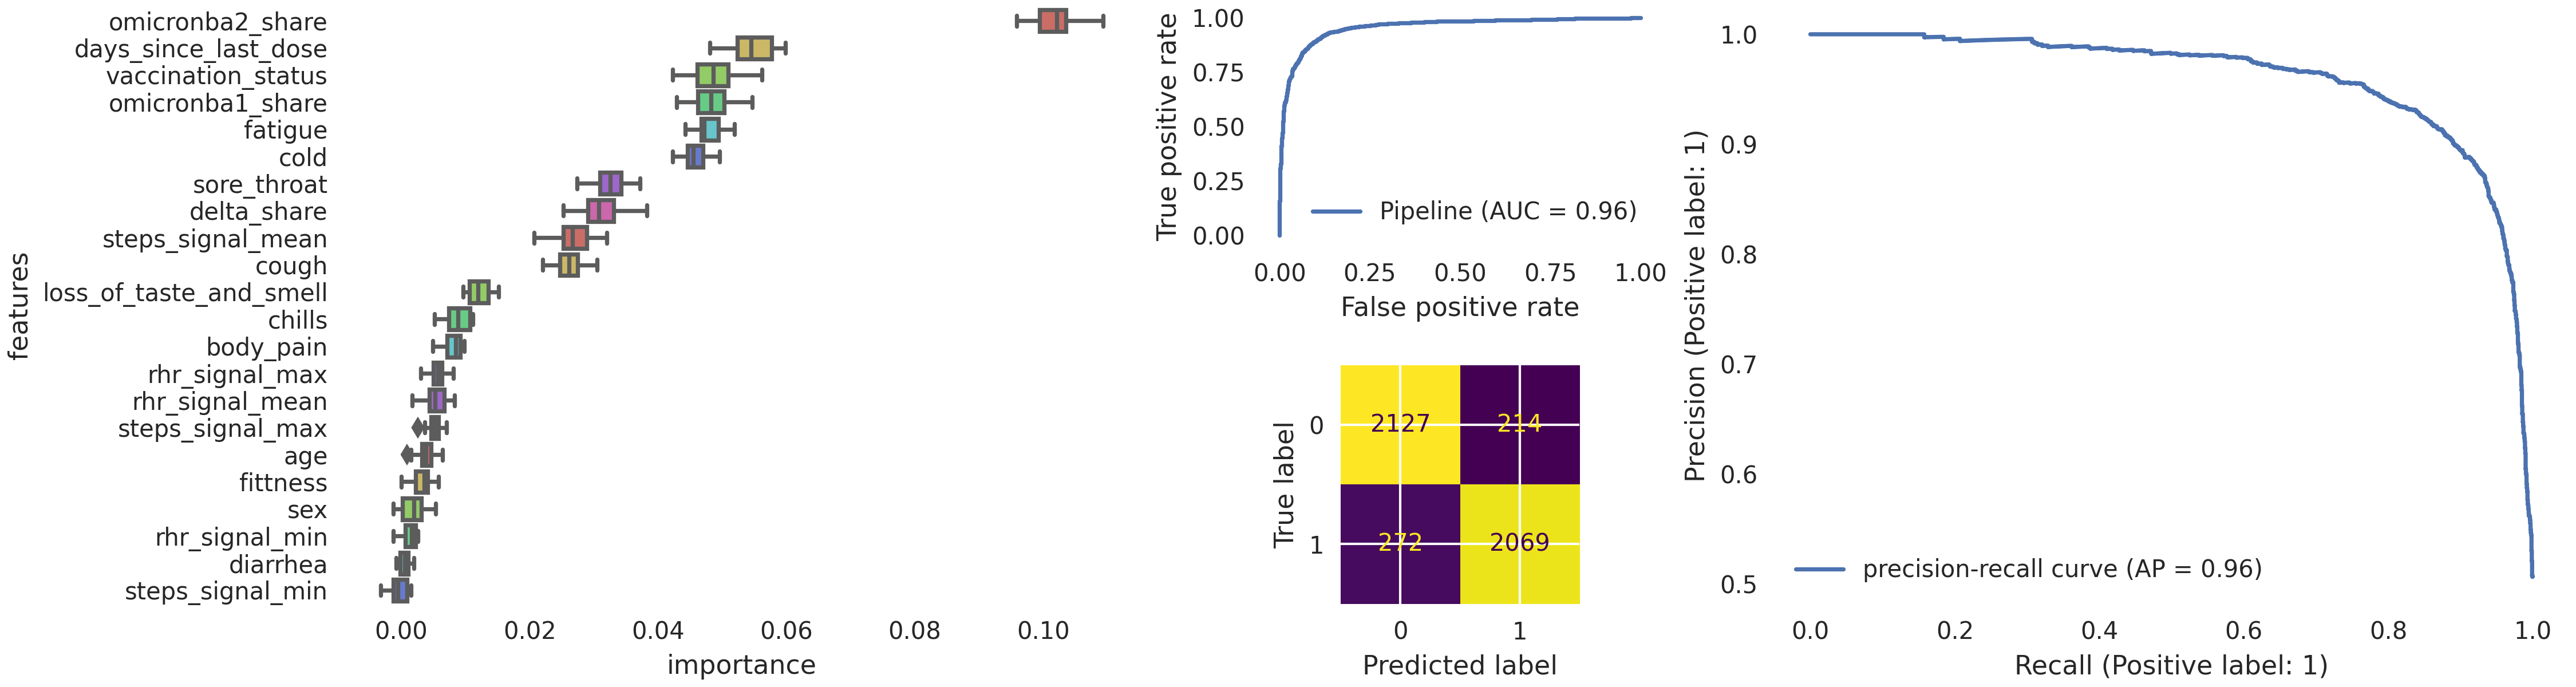 features
omicronba2_share
days_since_last_dose
vaccination_status
omicronba1_share
fatigue
cold
sore_throat
delta_share
steps_signal_mean
cough
loss_of_taste_and_smell
chills
body_pain
rhr_signal_max
rhr_signal_mean
steps_signal_max
age
fittness
sex
rhr_signal_min
diarrhea
steps_signal_min
0.00 0.02 0.04 0.06 0.08 0.10
importance
True positive rate
1.00
0.75
0.50
0.25
0.00
Pipeline (AUC = 0.96)
0.00 0.25 0.50 0.75 1.00
False positive rate
True label
0
1
2127 214
272 2069
0 1
Predicted label
Precision (Positive label: 1)
1.0
0.9
0.8
0.7
0.6
0.5
precision-recall curve (AP = 0.96)
0.0 0.2 0.4 0.6 0.8 1.0
Recall (Positive label: 1)